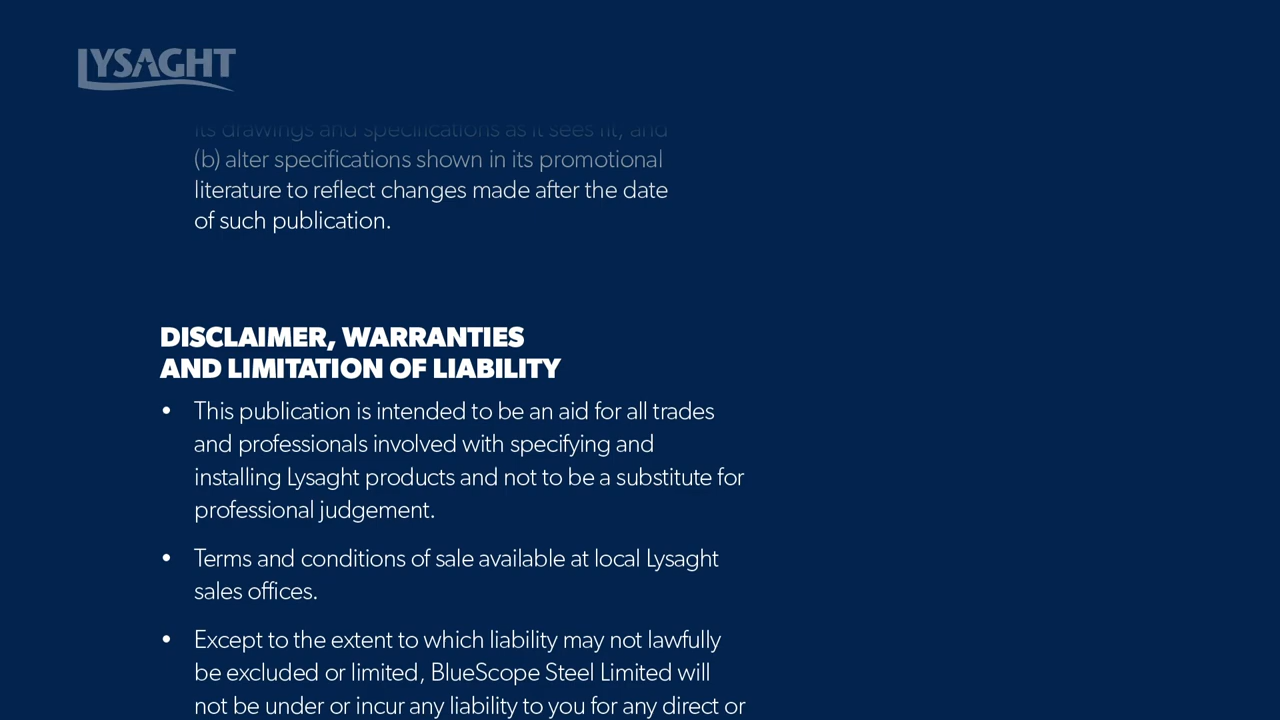 LYSAGHT
its drawings and specifications as it sees fit, and
(b) alter specifications shown in its promotional
literature to reflect changes made after the date
of such publication.
DISCLAIMER, WARRANTIES
AND LIMITATION OF LIABILITY
• This publication is intended to be an aid for all trades
and professionals involved with specifying and
installing Lysaght products and not to be a substitute for
professional judgement.
• Terms and conditions of sale available at local Lysaght
sales offices.
• Except to the extent to which liability may not lawfully
be excluded or limited, BlueScope Steel Limited will
not be under or incur any liability to you for any direct or